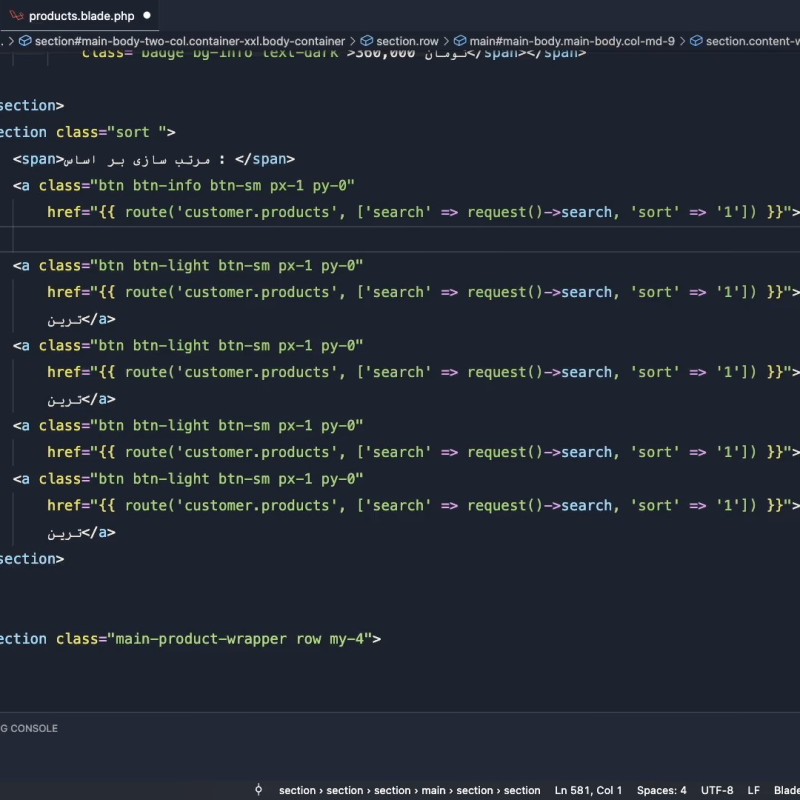 products.blade.php
. > section#main-body-two-col.container-xxl.body-container > section.row > main#main-body.main-body.col-md-9 > section.content-w
class="badge bg-info text-dark">360,000 تومان</span></span>
section>
ection class="sort ">
<span>مرتب سازی بر اساس : </span>
<a class="btn btn-info btn-sm px-1 py-0"
href="{{ route('customer.products', ['search' => request()->search, 'sort' => '1']) }}">
<a class="btn btn-light btn-sm px-1 py-0"
href="{{ route('customer.products', ['search' => request()->search, 'sort' => '1']) }}">
ترین</a>
<a class="btn btn-light btn-sm px-1 py-0"
href="{{ route('customer.products', ['search' => request()->search, 'sort' => '1']) }}">
ترین</a>
<a class="btn btn-light btn-sm px-1 py-0"
href="{{ route('customer.products', ['search' => request()->search, 'sort' => '1']) }}">
<a class="btn btn-light btn-sm px-1 py-0"
href="{{ route('customer.products', ['search' => request()->search, 'sort' => '1']) }}">
ترین</a>
section>
ection class="main-product-wrapper row my-4">
G CONSOLE
section › section › section › main › section › section Ln 581, Col 1 Spaces: 4 UTF-8 LF Blade